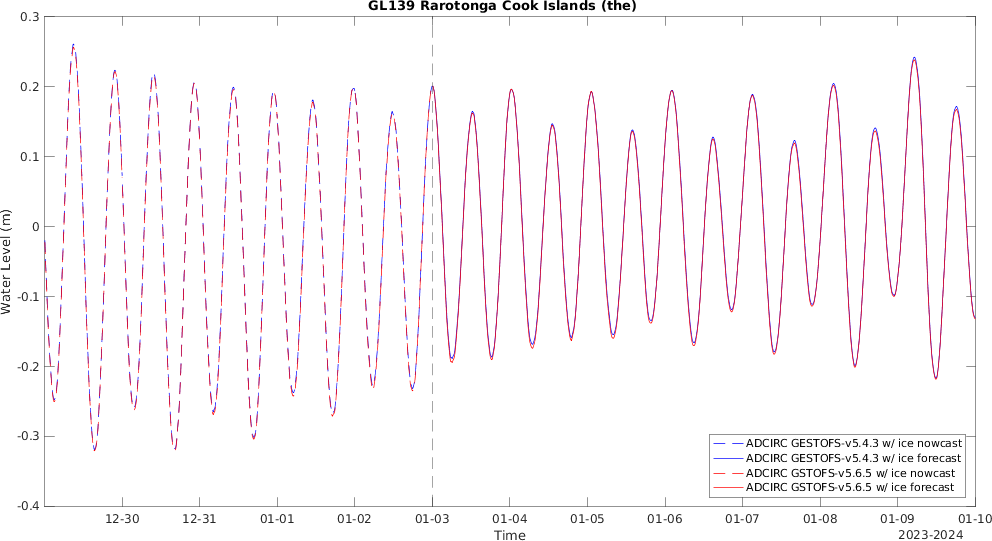 GL139 Rarotonga Cook Islands (the)
0.3
0.2
0.1
0
-0.1
-0.2
-0.3
-0.4
Water Level (m)
ADCIRC GESTOFS-v5.4.3 w/ ice nowcast
ADCIRC GESTOFS-v5.4.3 w/ ice forecast
ADCIRC GSTOFS-v5.6.5 w/ ice nowcast
ADCIRC GSTOFS-v5.6.5 w/ ice forecast
12-30 12-31 01-01 01-02 01-03 01-04 01-05 01-06 01-07 01-08 01-09 01-10
Time
2023-2024